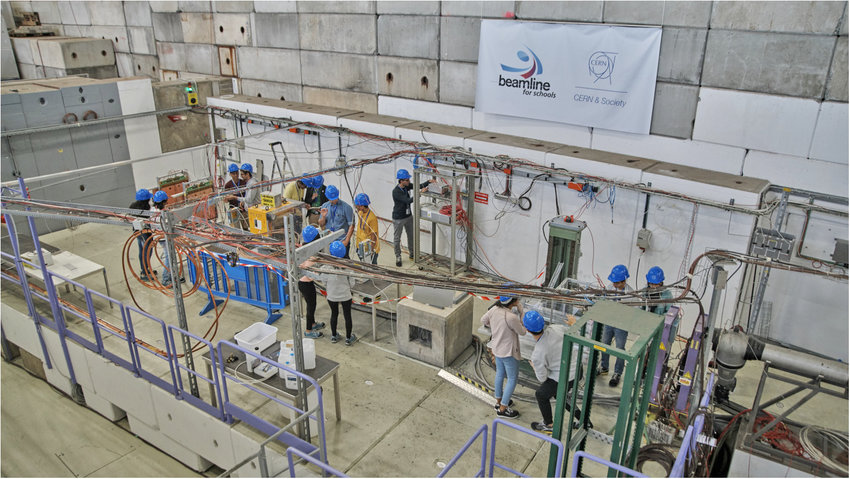 beamline
for schools
CERN
CERN & Society